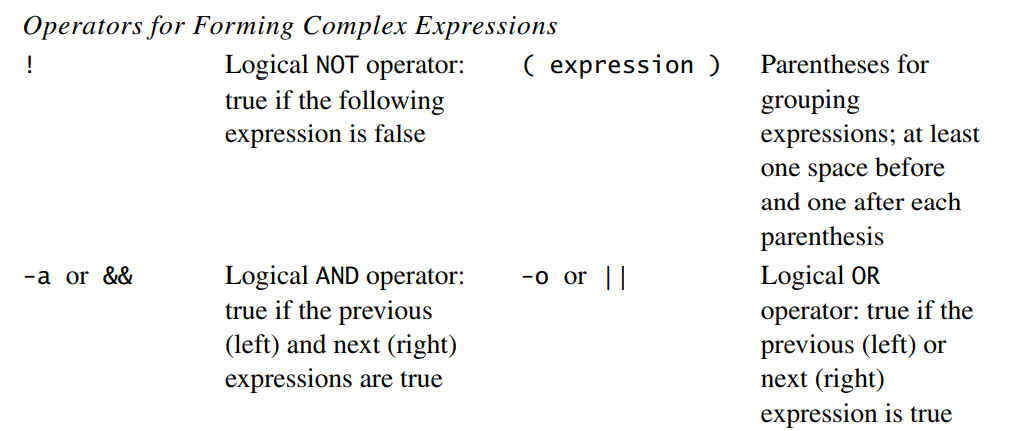 Operators for Forming Complex Expressions
!
Logical NOT operator:
true if the following
expression is false
( expression )
Parentheses for
grouping
expressions; at least
one space before
and one after each
parenthesis
-a or &&
Logical AND operator:
true if the previous
(left) and next (right)
expressions are true
-o or ||
Logical OR
operator: true if the
previous (left) or
next (right)
expression is true